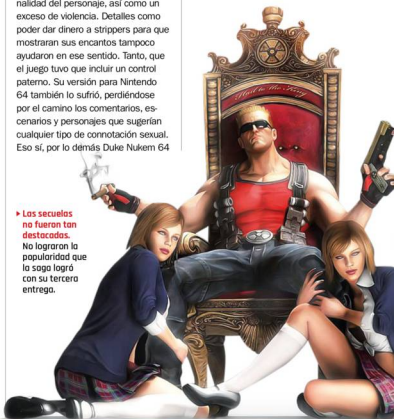 nalidad del personaje, así como un
exceso de violencia. Detalles como
poder dar dinero a strippers para que
mostraran sus encantos tampoco
ayudaron en ese sentido. Tanto, que
el juego tuvo que incluir un control
paterno. Su versión para Nintendo
64 también lo sufrió, perdiéndose
por el camino los comentarios, es-
cenarios y personajes que sugerían
cualquier tipo de connotación sexual.
Eso sí, por lo demás Duke Nukem 64
Hail to the King
▸ Las secuelas
no fueron tan
destacadas.
No lograron la
popularidad que
la saga logró
con su tercera
entrega.